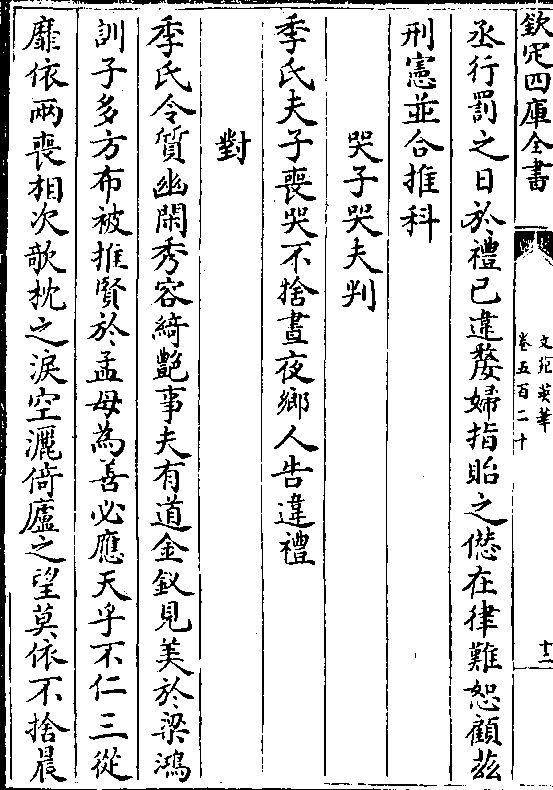 欽定四庫全書
文苑英華
卷五百二十
十二
丞行罰之日於禮已違嫠婦指貽之愆在律難恕顧茲
刑憲並合推科
哭子哭夫判
季氏夫子喪哭不捨晝夜鄉人告違禮
對
季氏令質幽閑秀容綺艷事夫有道金釵見美於梁鴻
訓子多方布被推賢於孟母為善必應天乎不仁三從
靡依兩喪相次歌枕之淚空灑倚廬之望莫依不捨晨